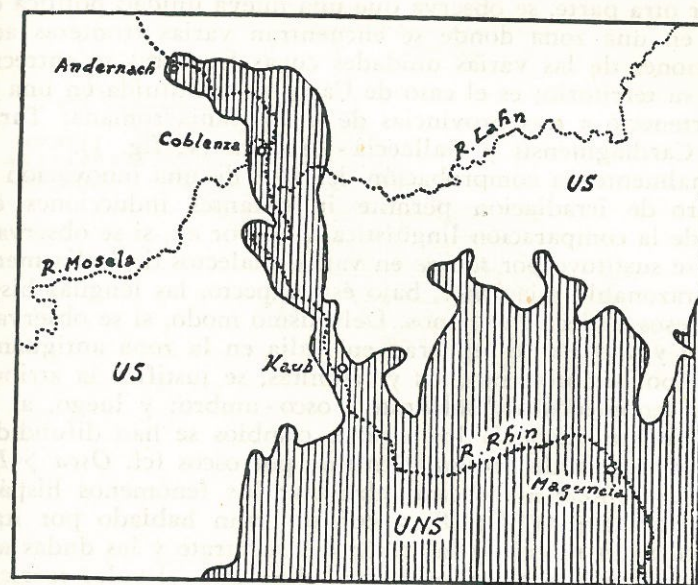 Andernach
Coblenza
R. Lahn
US
R. Mosela
US
Kaub
R. Rhin
Maguncia
UNS